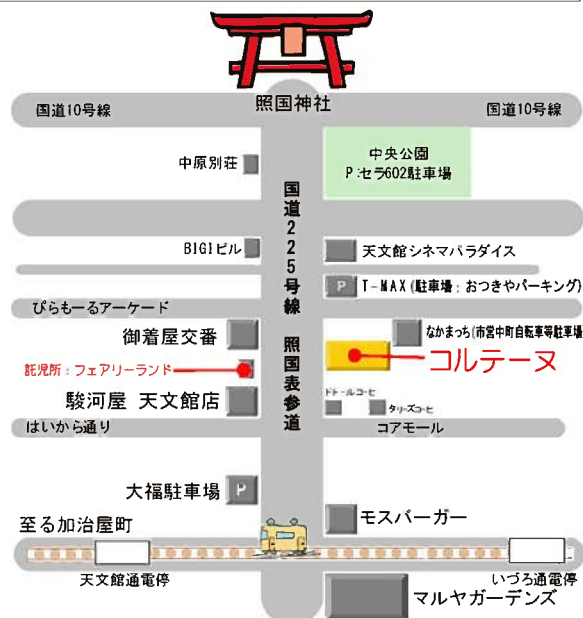 照国神社
国道10号線
国道10号線
中原別荘
中央公園
P:セラ602駐車場
国道225号線 照国表参道
BIGIビル
天文館シネマパラダイス
P
T-MAX(駐車場:おつきやパーキング)
ぴらもーるアーケード
御着屋交番
なかまっち(市営中町自転車等駐車場
コルテーヌ
託児所:フェアリーランド
駿河屋 天文館店
ドトールコーヒ
タリーズコーヒ
はいから通り
コアモール
大福駐車場
P
モスバーガー
至る加治屋町
天文館通電停
いづろ通電停
マルヤガーデンズ